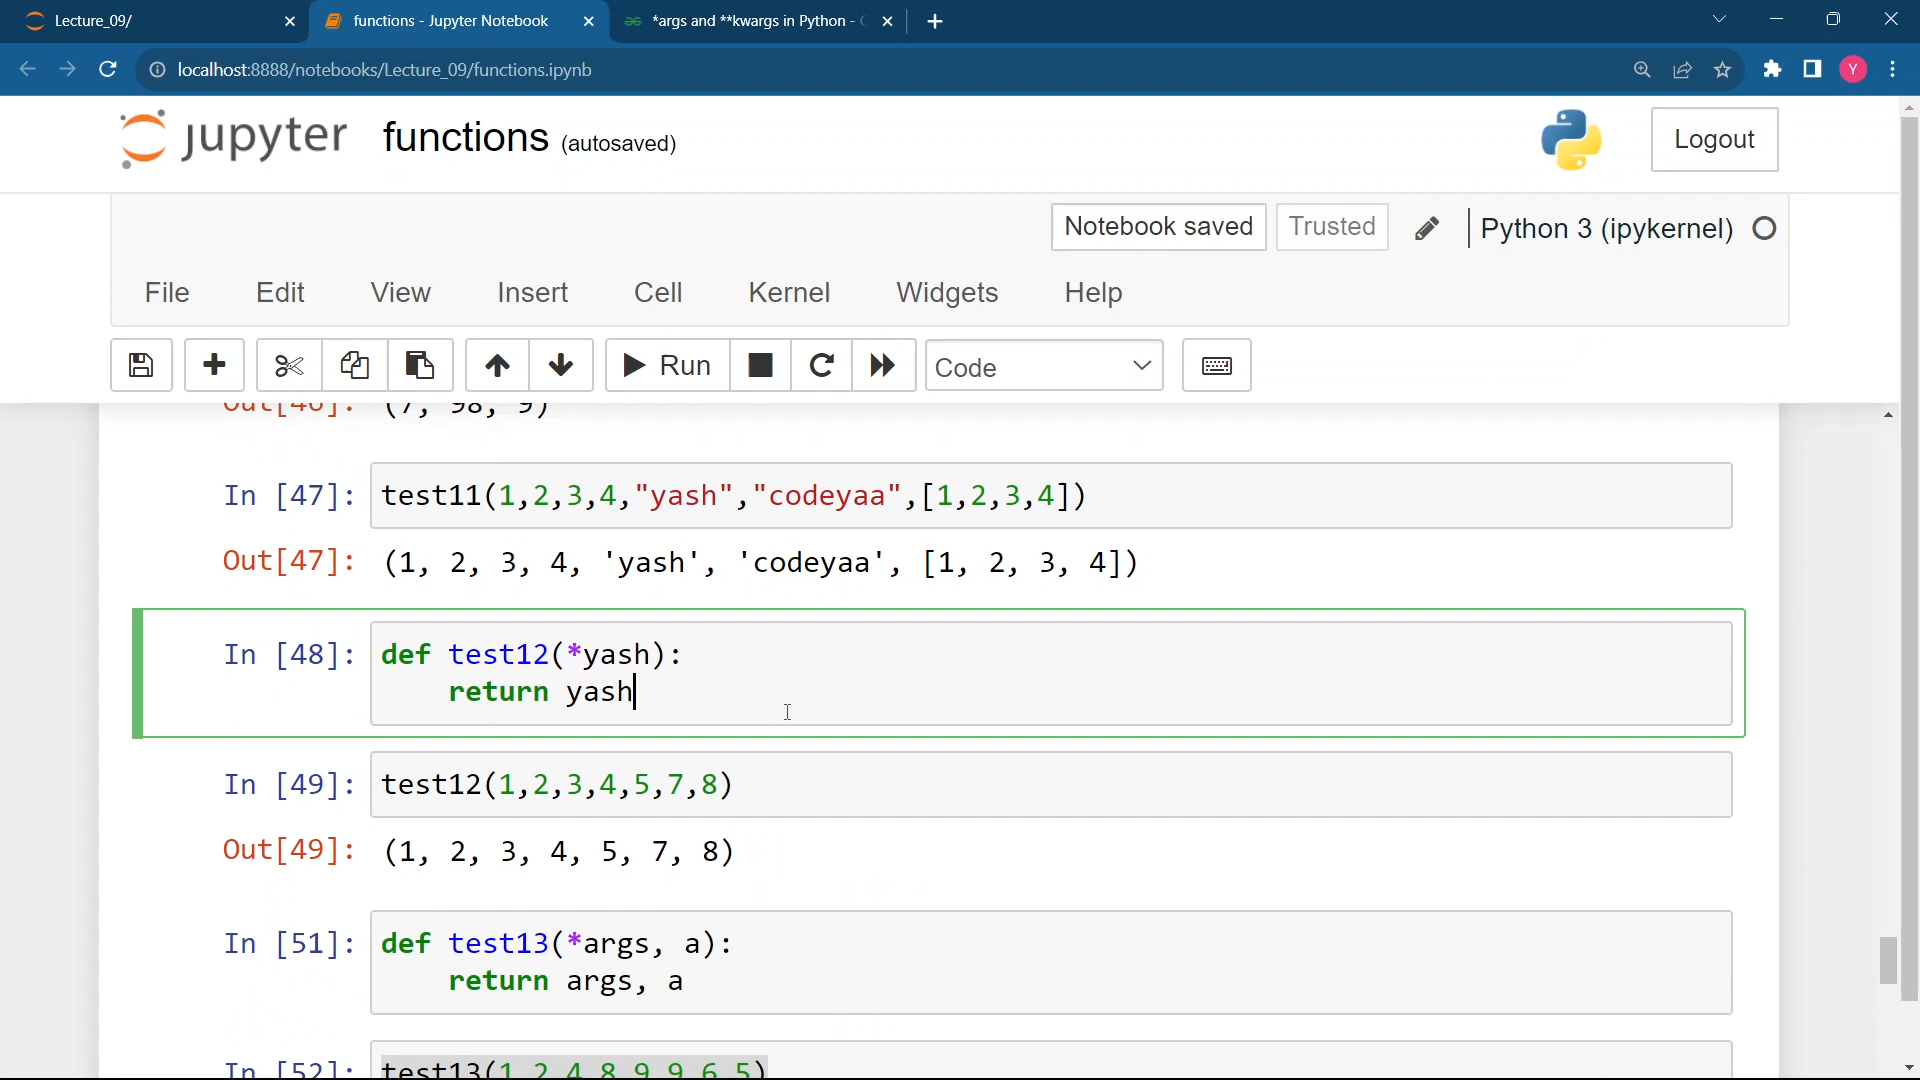 Lecture_09/
functions - Jupyter Notebook
*args and **kwargs in Python -
localhost:8888/notebooks/Lecture_09/functions.ipynb
Y
jupyter functions (autosaved)
Logout
Notebook saved Trusted Python 3 (ipykernel)
File Edit View Insert Cell Kernel Widgets Help
Run Code
Out[46]: (7, 98, 9)
In [47]: test11(1,2,3,4,"yash","codeyaa",[1,2,3,4])
Out[47]: (1, 2, 3, 4, 'yash', 'codeyaa', [1, 2, 3, 4])
In [48]: def test12(*yash):
return yash
In [49]: test12(1,2,3,4,5,7,8)
Out[49]: (1, 2, 3, 4, 5, 7, 8)
In [51]: def test13(*args, a):
return args, a
In [52]: test13(1,2,4,8,9,9,6,5)